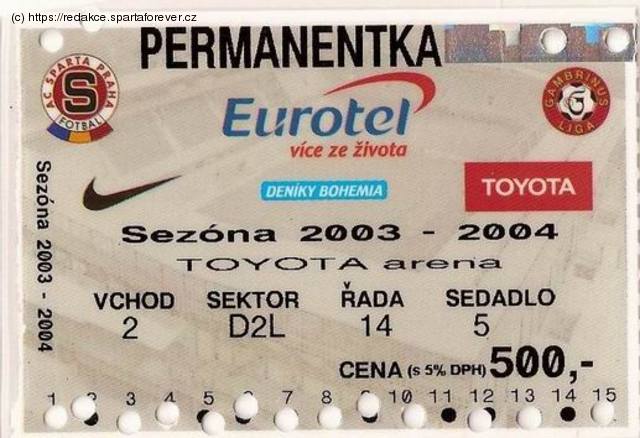 (c) https://redakce.spartaforever.cz
PERMANENTKA
AC SPARTA PRAHA
S
FOTBAL
Eurotel
více ze života
GAMBRINUS
G
LIGA
DENÍKY BOHEMIA
TOYOTA
Sezóna 2003 - 2004
Sezóna 2003 - 2004
TOYOTA arena
VCHOD SEKTOR ŘADA SEDADLO
2 D2L 14 5
CENA (s 5% DPH) 500,-
1 2 3 4 5 6 7 8 9 10 11 12 13 14 15